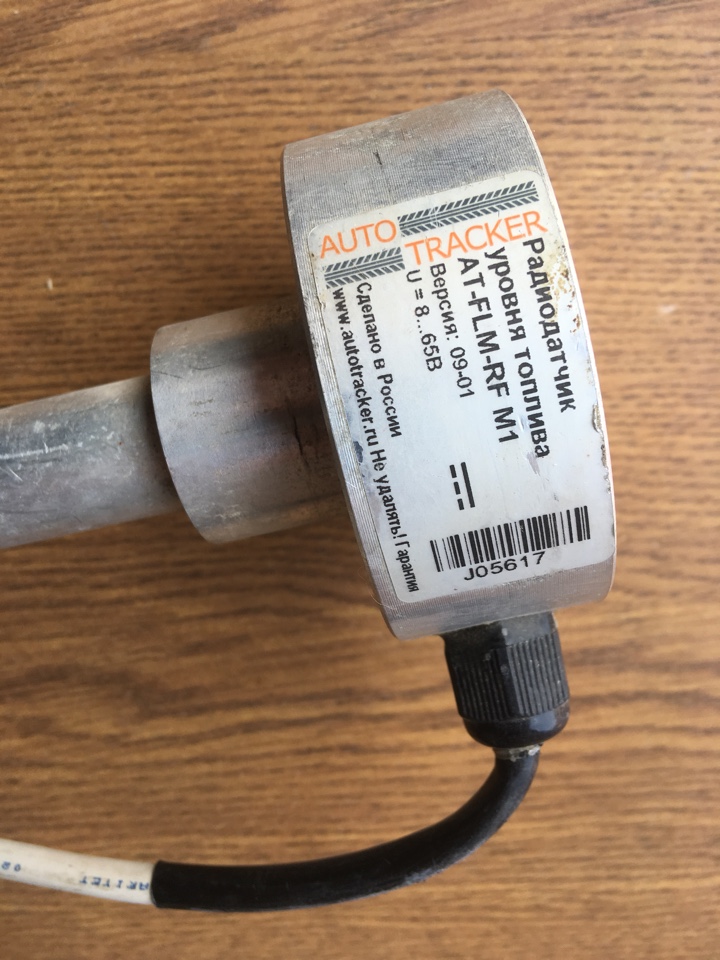 AUTO
TRACKER
Радиодатчик
уровня топлива
AT-FLM-RF M1
Версия: 09-01
U = 8...65В
Сделано в России
www.autotracker.ru Не удалять! Гарантия
J05617